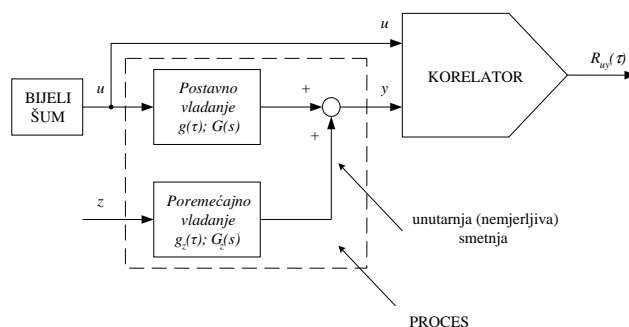 u
R_uy(τ)
KORELATOR
BIJELI
ŠUM
u
Postavno
vladanje
g(τ); G(s)
+
+
y
z
Poremećajno
vladanje
g_z(τ); G_z(s)
unutarnja (nemjerljiva)
smetnja
PROCES